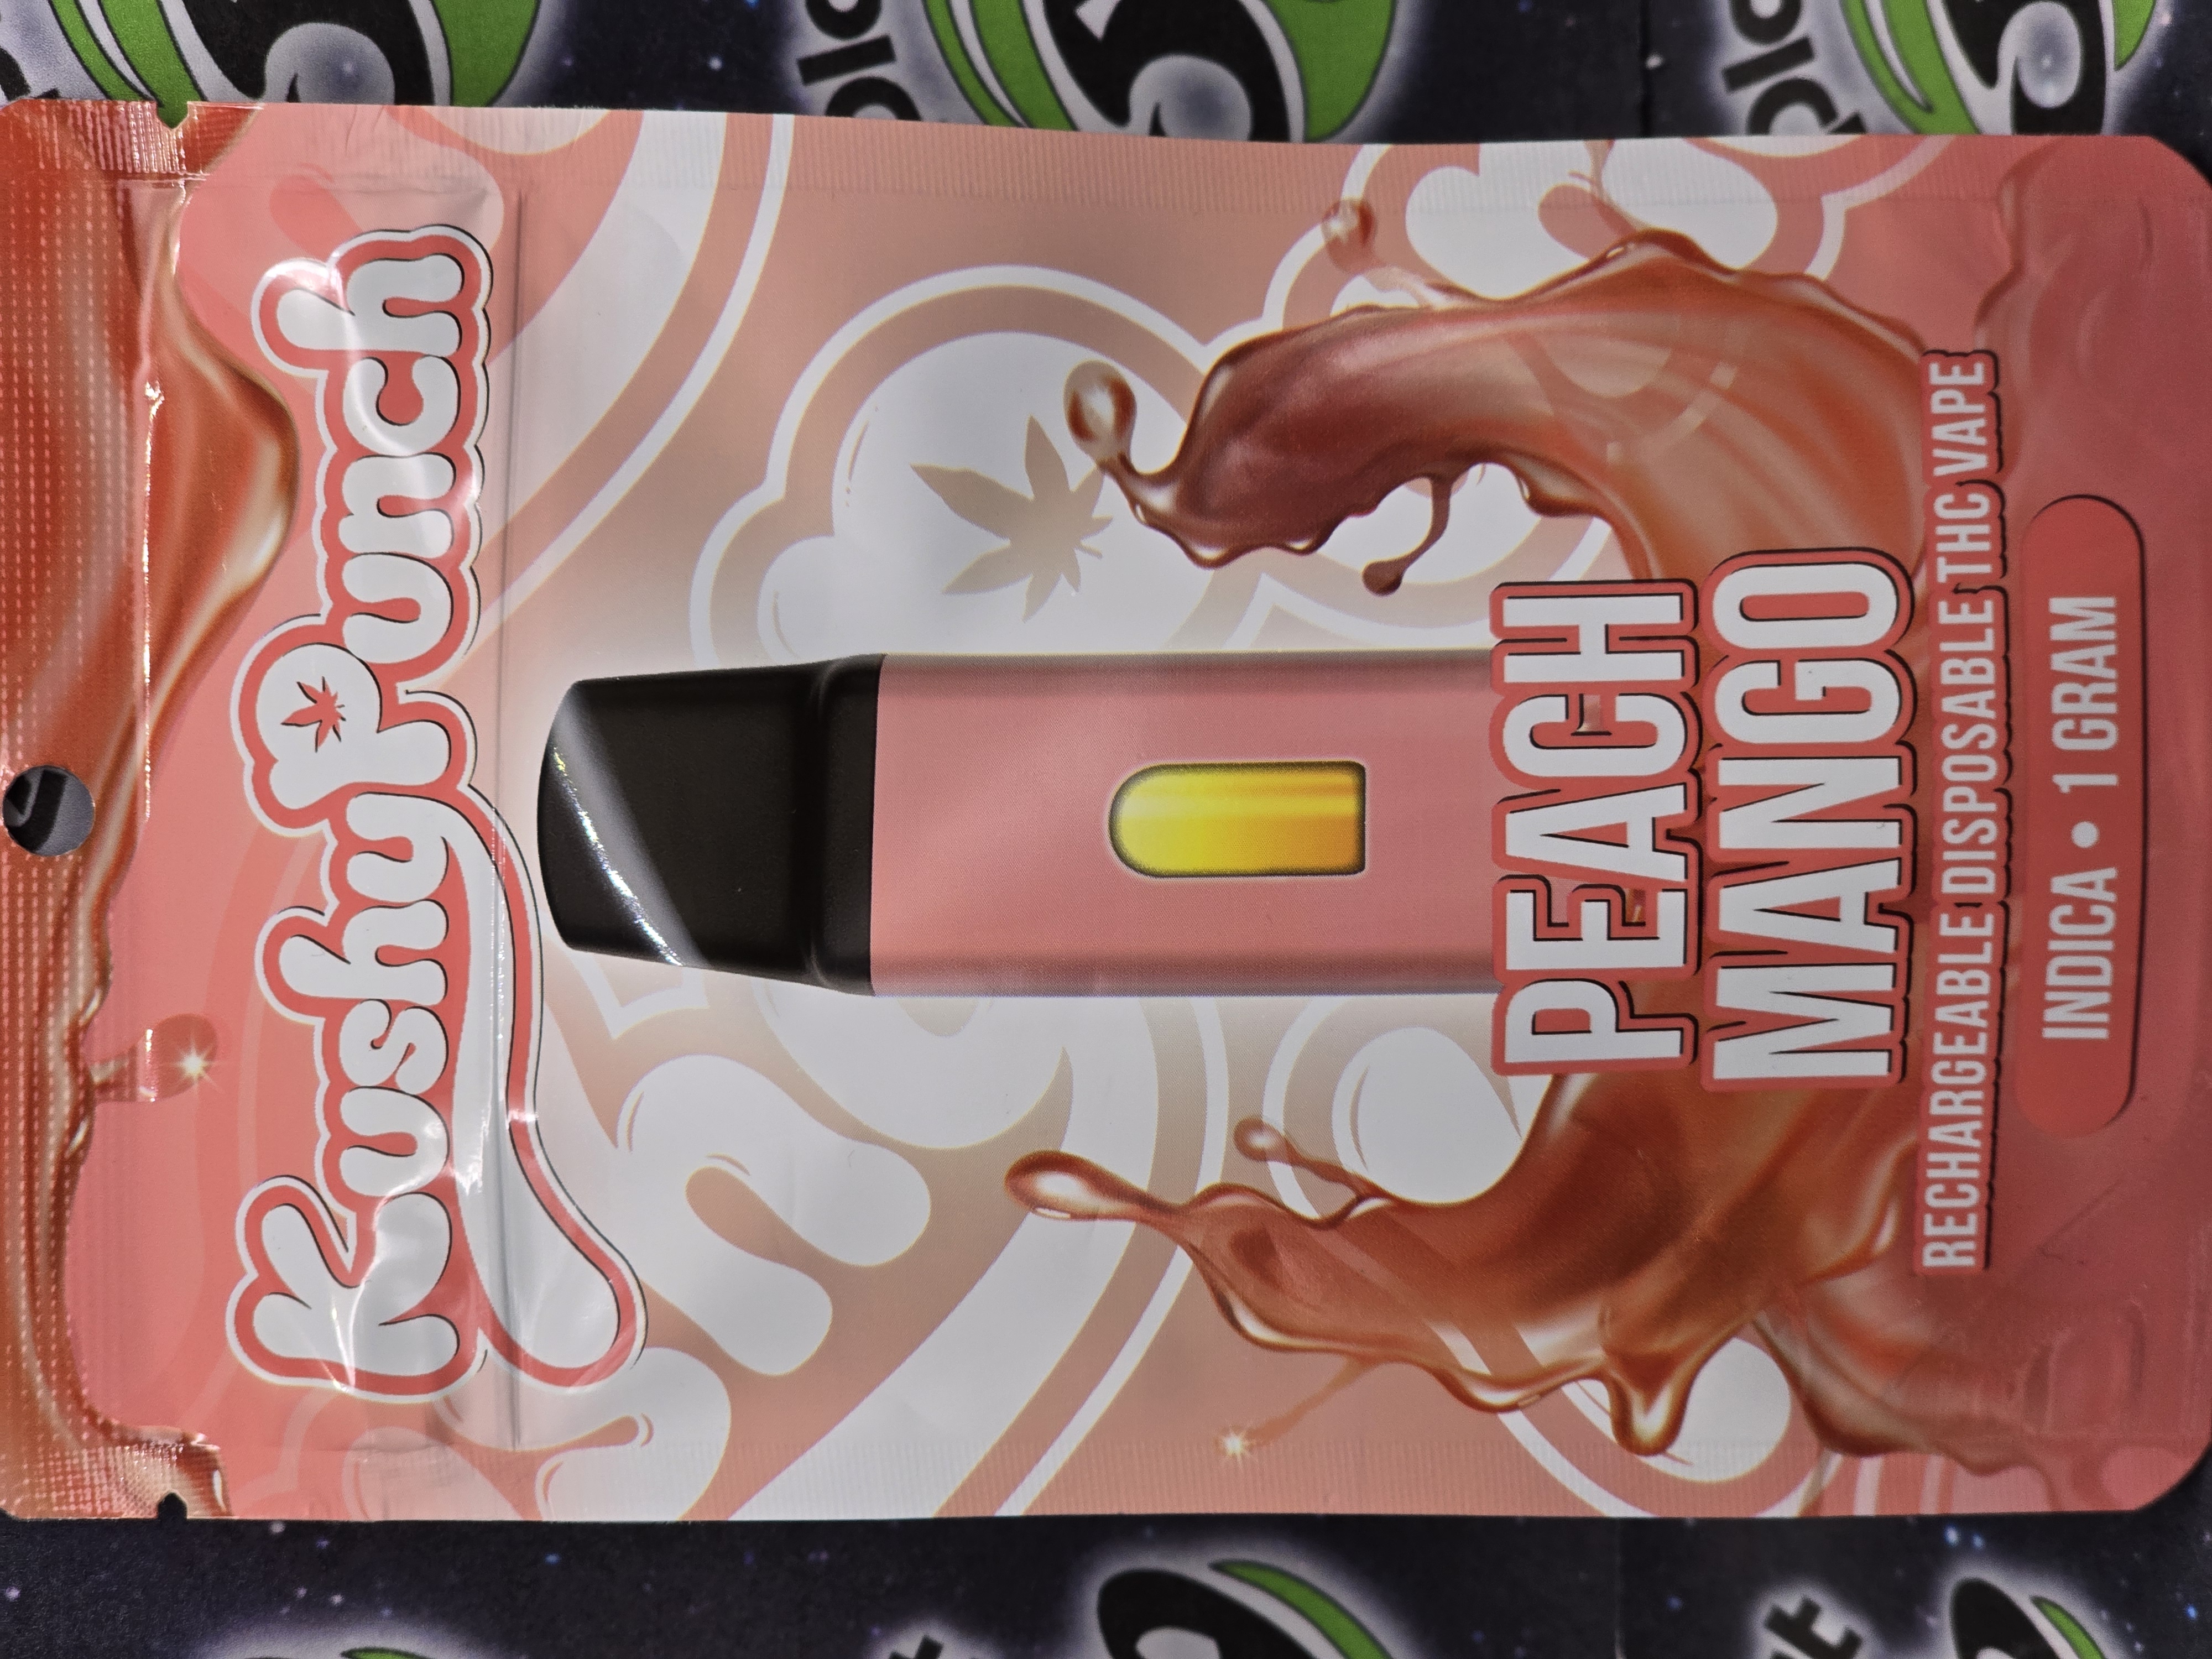 KushyPunch
PEACH
MANGO
RECHARGEABLE DISPOSABLE THC VAPE
INDICA • 1 GRAM